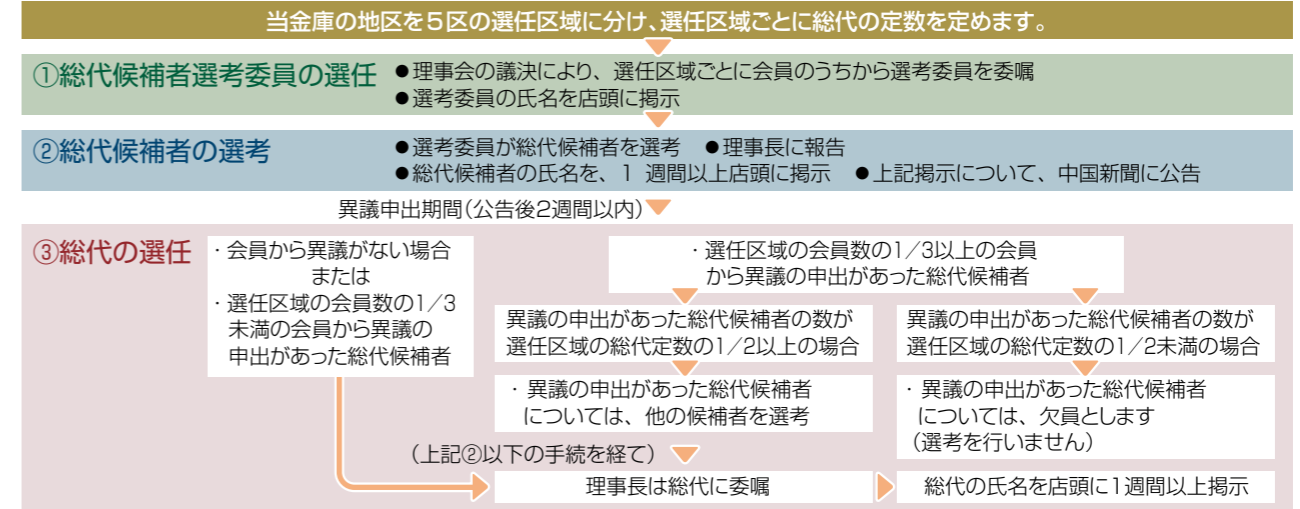 当金庫の地区を5区の選任区域に分け、選任区域ごとに総代の定数を定めます。
①総代候補者選考委員の選任
●理事会の議決により、選任区域ごとに会員のうちから選考委員を委嘱
●選考委員の氏名を店頭に掲示
②総代候補者の選考
●選考委員が総代候補者を選考 ●理事長に報告
●総代候補者の氏名を、1 週間以上店頭に掲示 ●上記掲示について、中国新聞に公告
異議申出期間(公告後2週間以内)
③総代の選任
・会員から異議がない場合
または
・選任区域の会員数の1/3
未満の会員から異議の
申出があった総代候補者
・選任区域の会員数の1/3以上の会員
から異議の申出があった総代候補者
異議の申出があった総代候補者の数が
選任区域の総代定数の1/2以上の場合
・異議の申出があった総代候補者
については、他の候補者を選考
異議の申出があった総代候補者の数が
選任区域の総代定数の1/2未満の場合
・異議の申出があった総代候補者
については、欠員とします
(選考を行いません)
(上記②以下の手続を経て)
理事長は総代に委嘱
総代の氏名を店頭に1週間以上掲示